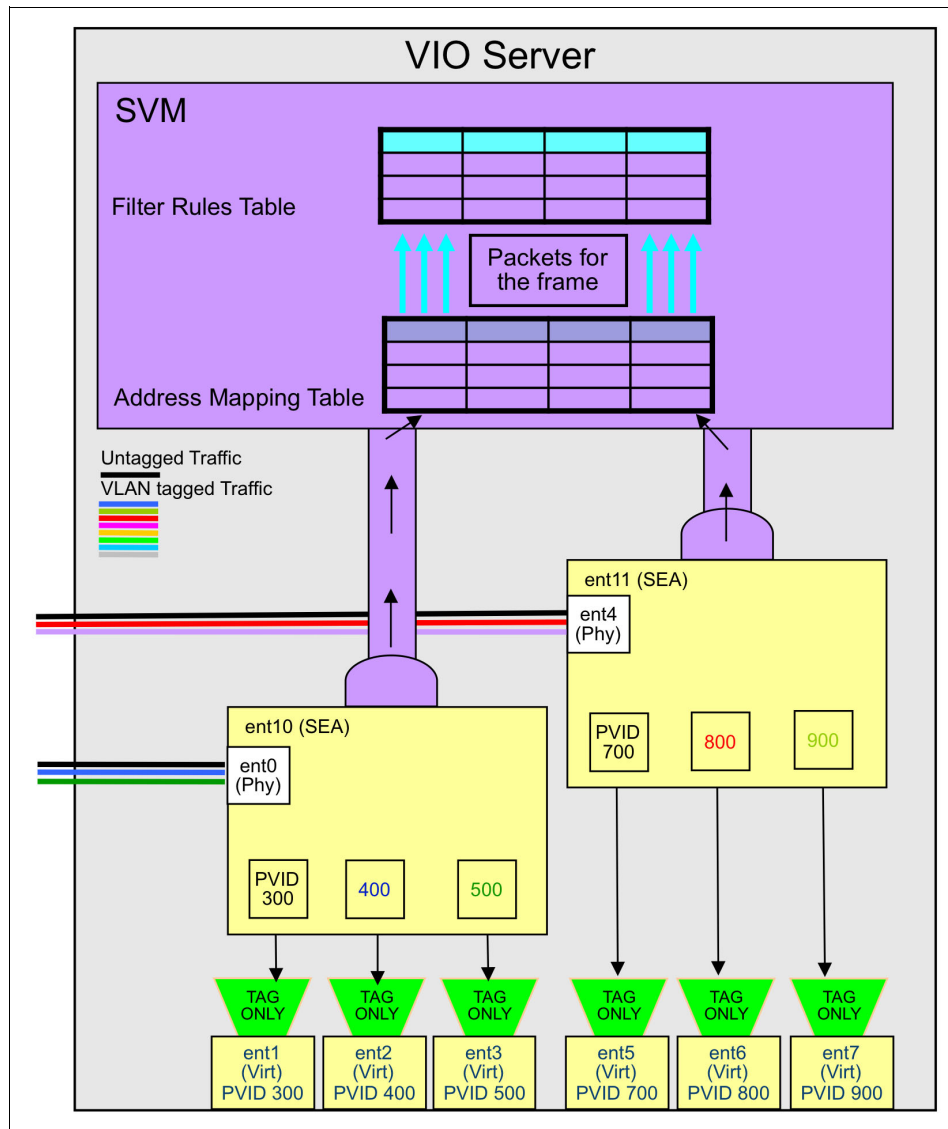 VIO Server
SVM
Filter Rules Table
Packets for
the frame
Address Mapping Table
Untagged Traffic
VLAN tagged Traffic
ent11 (SEA)
ent4
(Phy)
PVID
700
800
900
ent10 (SEA)
ent0
(Phy)
PVID
300
400
500
TAG
ONLY
TAG
ONLY
TAG
ONLY
TAG
ONLY
TAG
ONLY
TAG
ONLY
ent1
(Virt)
PVID 300
ent2
(Virt)
PVID 400
ent3
(Virt)
PVID 500
ent5
(Virt)
PVID 700
ent6
(Virt)
PVID 800
ent7
(Virt)
PVID 900